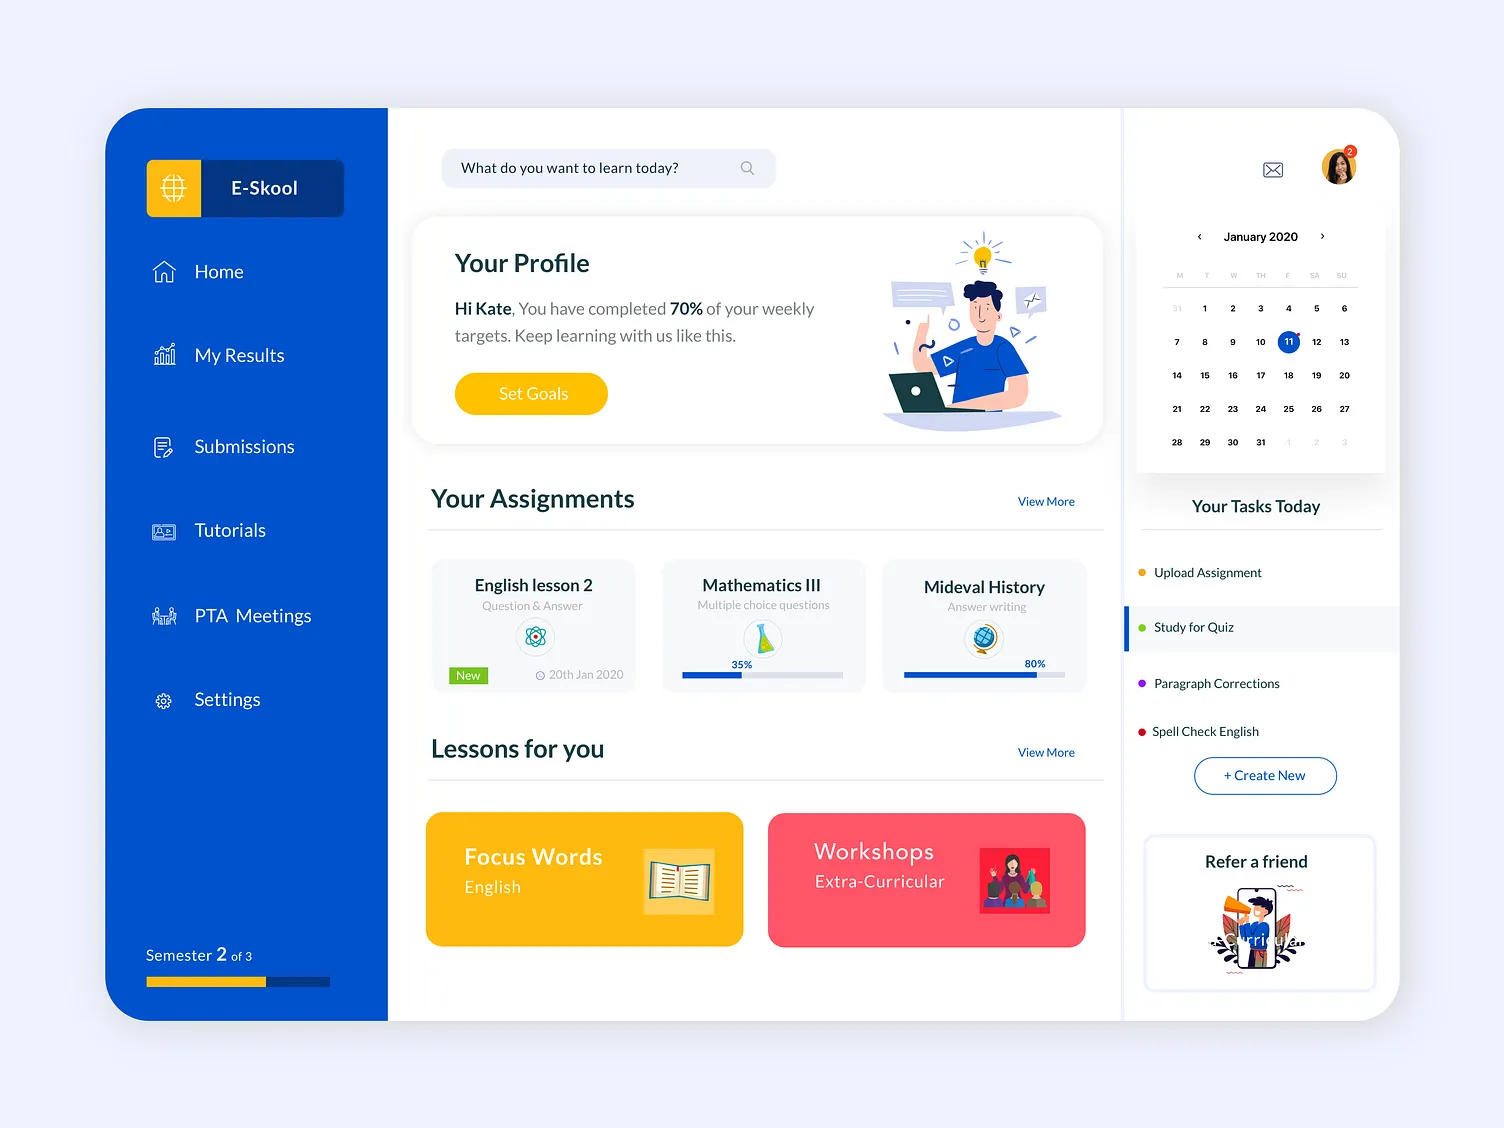 E-Skool
Home
My Results
Submissions
Tutorials
PTA Meetings
Settings
Semester 2 of 3
What do you want to learn today?
Your Profile
Hi Kate, You have completed 70% of your weekly
targets. Keep learning with us like this.
Set Goals
Your Assignments
View More
English lesson 2
Question & Answer
New
20th Jan 2020
Mathematics III
Multiple choice questions
35%
Mideval History
Answer writing
80%
Lessons for you
View More
Focus Words
English
Workshops
Extra-Curricular
2
‹ January 2020 ›
M T W TH F SA SU
31 1 2 3 4 5 6
7 8 9 10 11 12 13
14 15 16 17 18 19 20
21 22 23 24 25 26 27
28 29 30 31 1 2 3
Your Tasks Today
Upload Assignment
Study for Quiz
Paragraph Corrections
Spell Check English
+ Create New
Refer a friend